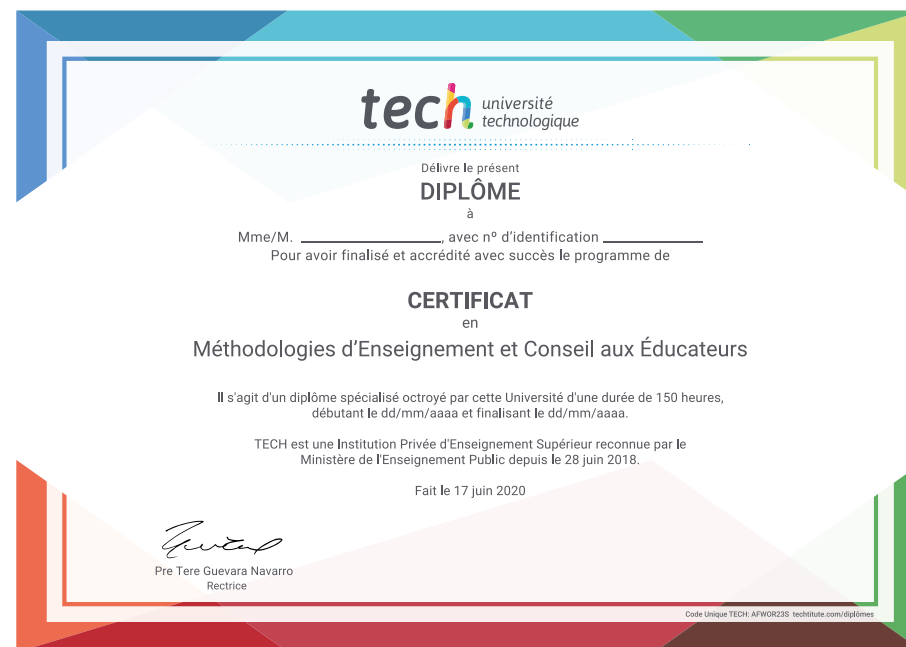 tech université
technologique
Délivre le présent
DIPLÔME
à
Mme/M. ____________________, avec nº d'identification ______________
Pour avoir finalisé et accrédité avec succès le programme de
CERTIFICAT
en
Méthodologies d'Enseignement et Conseil aux Éducateurs
Il s'agit d'un diplôme spécialisé octroyé par cette Université d'une durée de 150 heures,
débutant le dd/mm/aaaa et finalisant le dd/mm/aaaa.
TECH est une Institution Privée d'Enseignement Supérieur reconnue par le
Ministère de l'Enseignement Public depuis le 28 juin 2018.
Fait le 17 juin 2020
Pre Tere Guevara Navarro
Rectrice
Code Unique TECH: AFWOR23S techtitute.com/diplômes